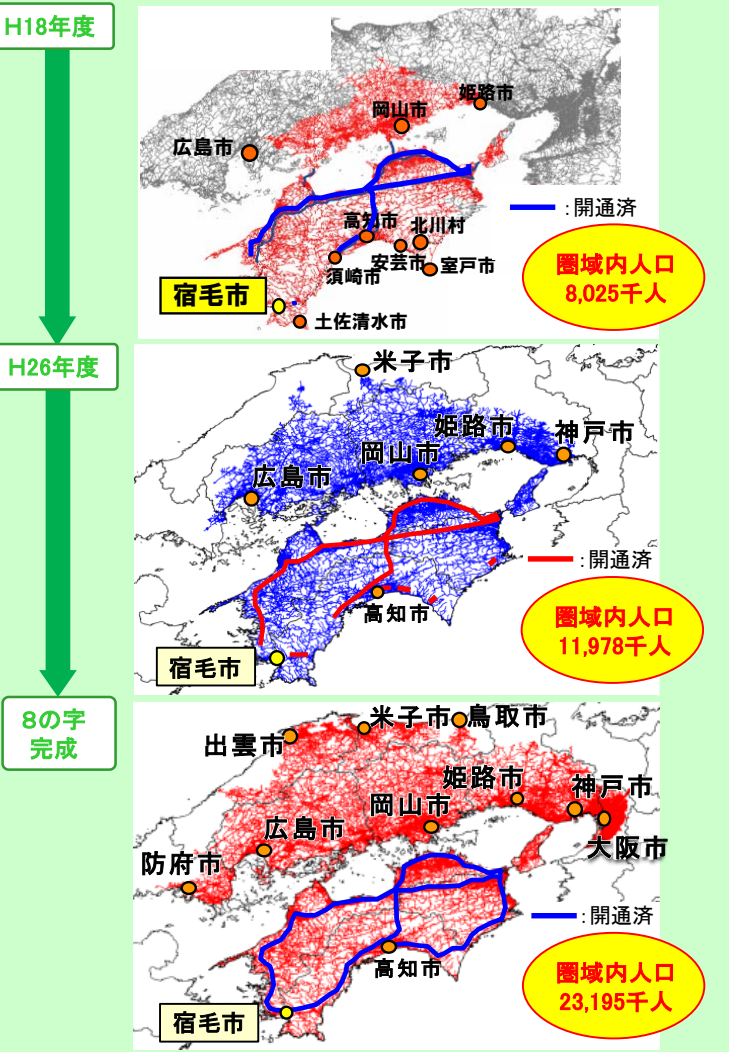 H18年度
姫路市
岡山市
広島市
：開通済
高知市
北川村
安芸市
室戸市
須崎市
宿毛市
土佐清水市
圏域内人口
8,025千人
H26年度
米子市
姫路市
神戸市
岡山市
広島市
：開通済
高知市
宿毛市
圏域内人口
11,978千人
8の字
完成
米子市
鳥取市
出雲市
姫路市
神戸市
岡山市
広島市
大阪市
防府市
：開通済
高知市
宿毛市
圏域内人口
23,195千人